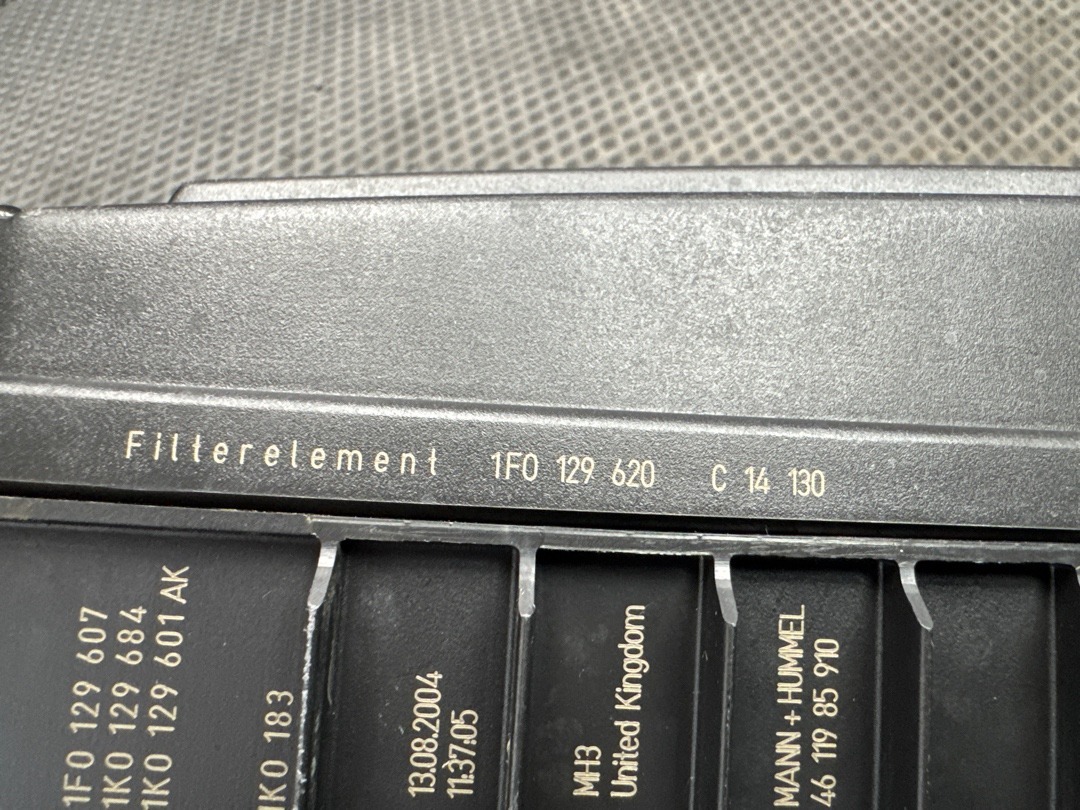 Filterelement 1F0 129 620 C 14 130
1F0 129 607
1K0 129 684
1K0 129 601 AK
1K0 183
13.08.2004
11:37:05
MH3
United Kingdom
MANN + HUMMEL
46 119 85 910